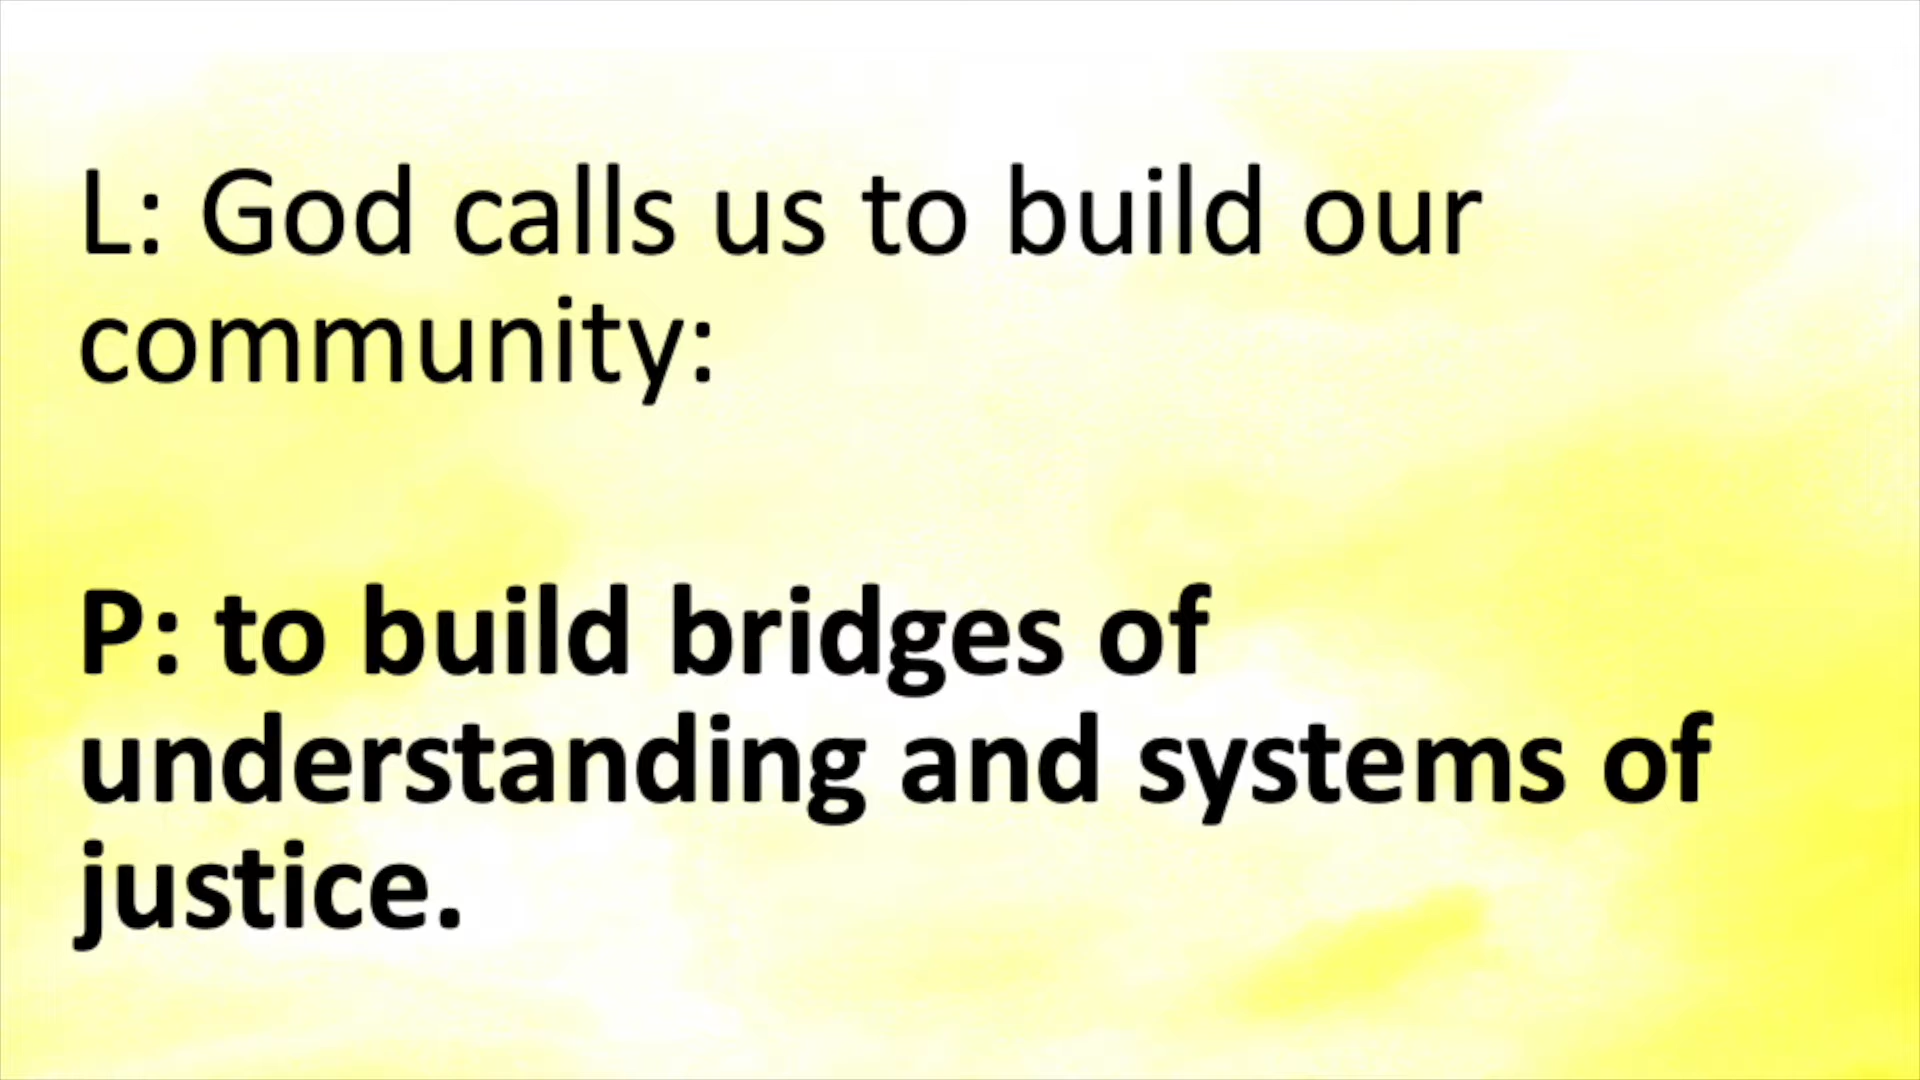 L: God calls us to build our
community:
P: to build bridges of
understanding and systems of
justice.